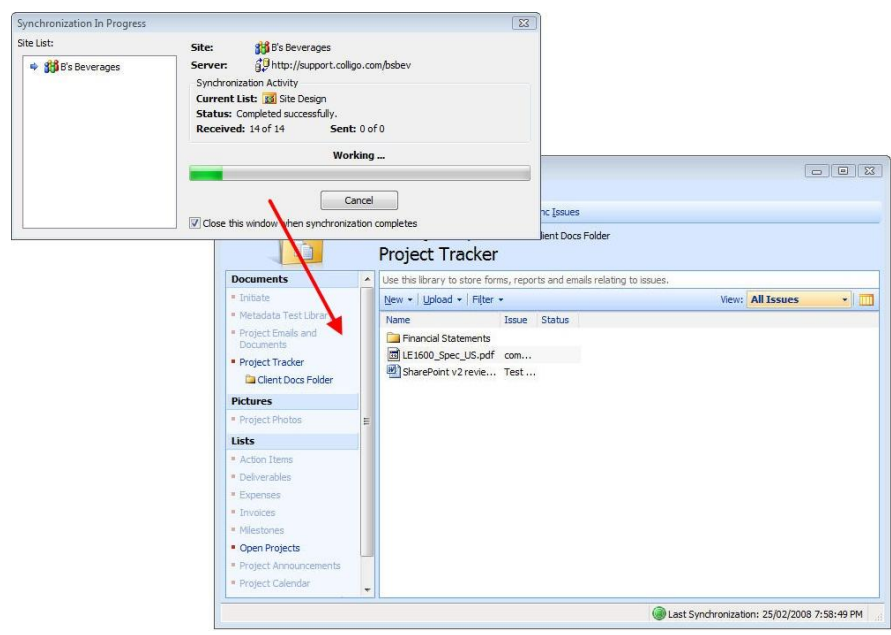 Synchronization In Progress
Site List:
B's Beverages
Site: B's Beverages
Server: http://support.colligo.com/bsbev
Synchronization Activity
Current List: Site Design
Status: Completed successfully.
Received: 14 of 14 Sent: 0 of 0
Working ...
Cancel
Close this window when synchronization completes
nc Issues
lient Docs Folder
Project Tracker
Documents
Initiate
Metadata Test Librar
Project Emails and
Documents
Project Tracker
Client Docs Folder
Pictures
Project Photos
Lists
Action Items
Deliverables
Expenses
Invoices
Milestones
Open Projects
Project Announcements
Project Calendar
Use this library to store forms, reports and emails relating to issues.
New Upload Filter View: All Issues
Name Issue Status
Financial Statements
LE1600_Spec_US.pdf com...
SharePoint v2 revie... Test ...
Last Synchronization: 25/02/2008 7:58:49 PM